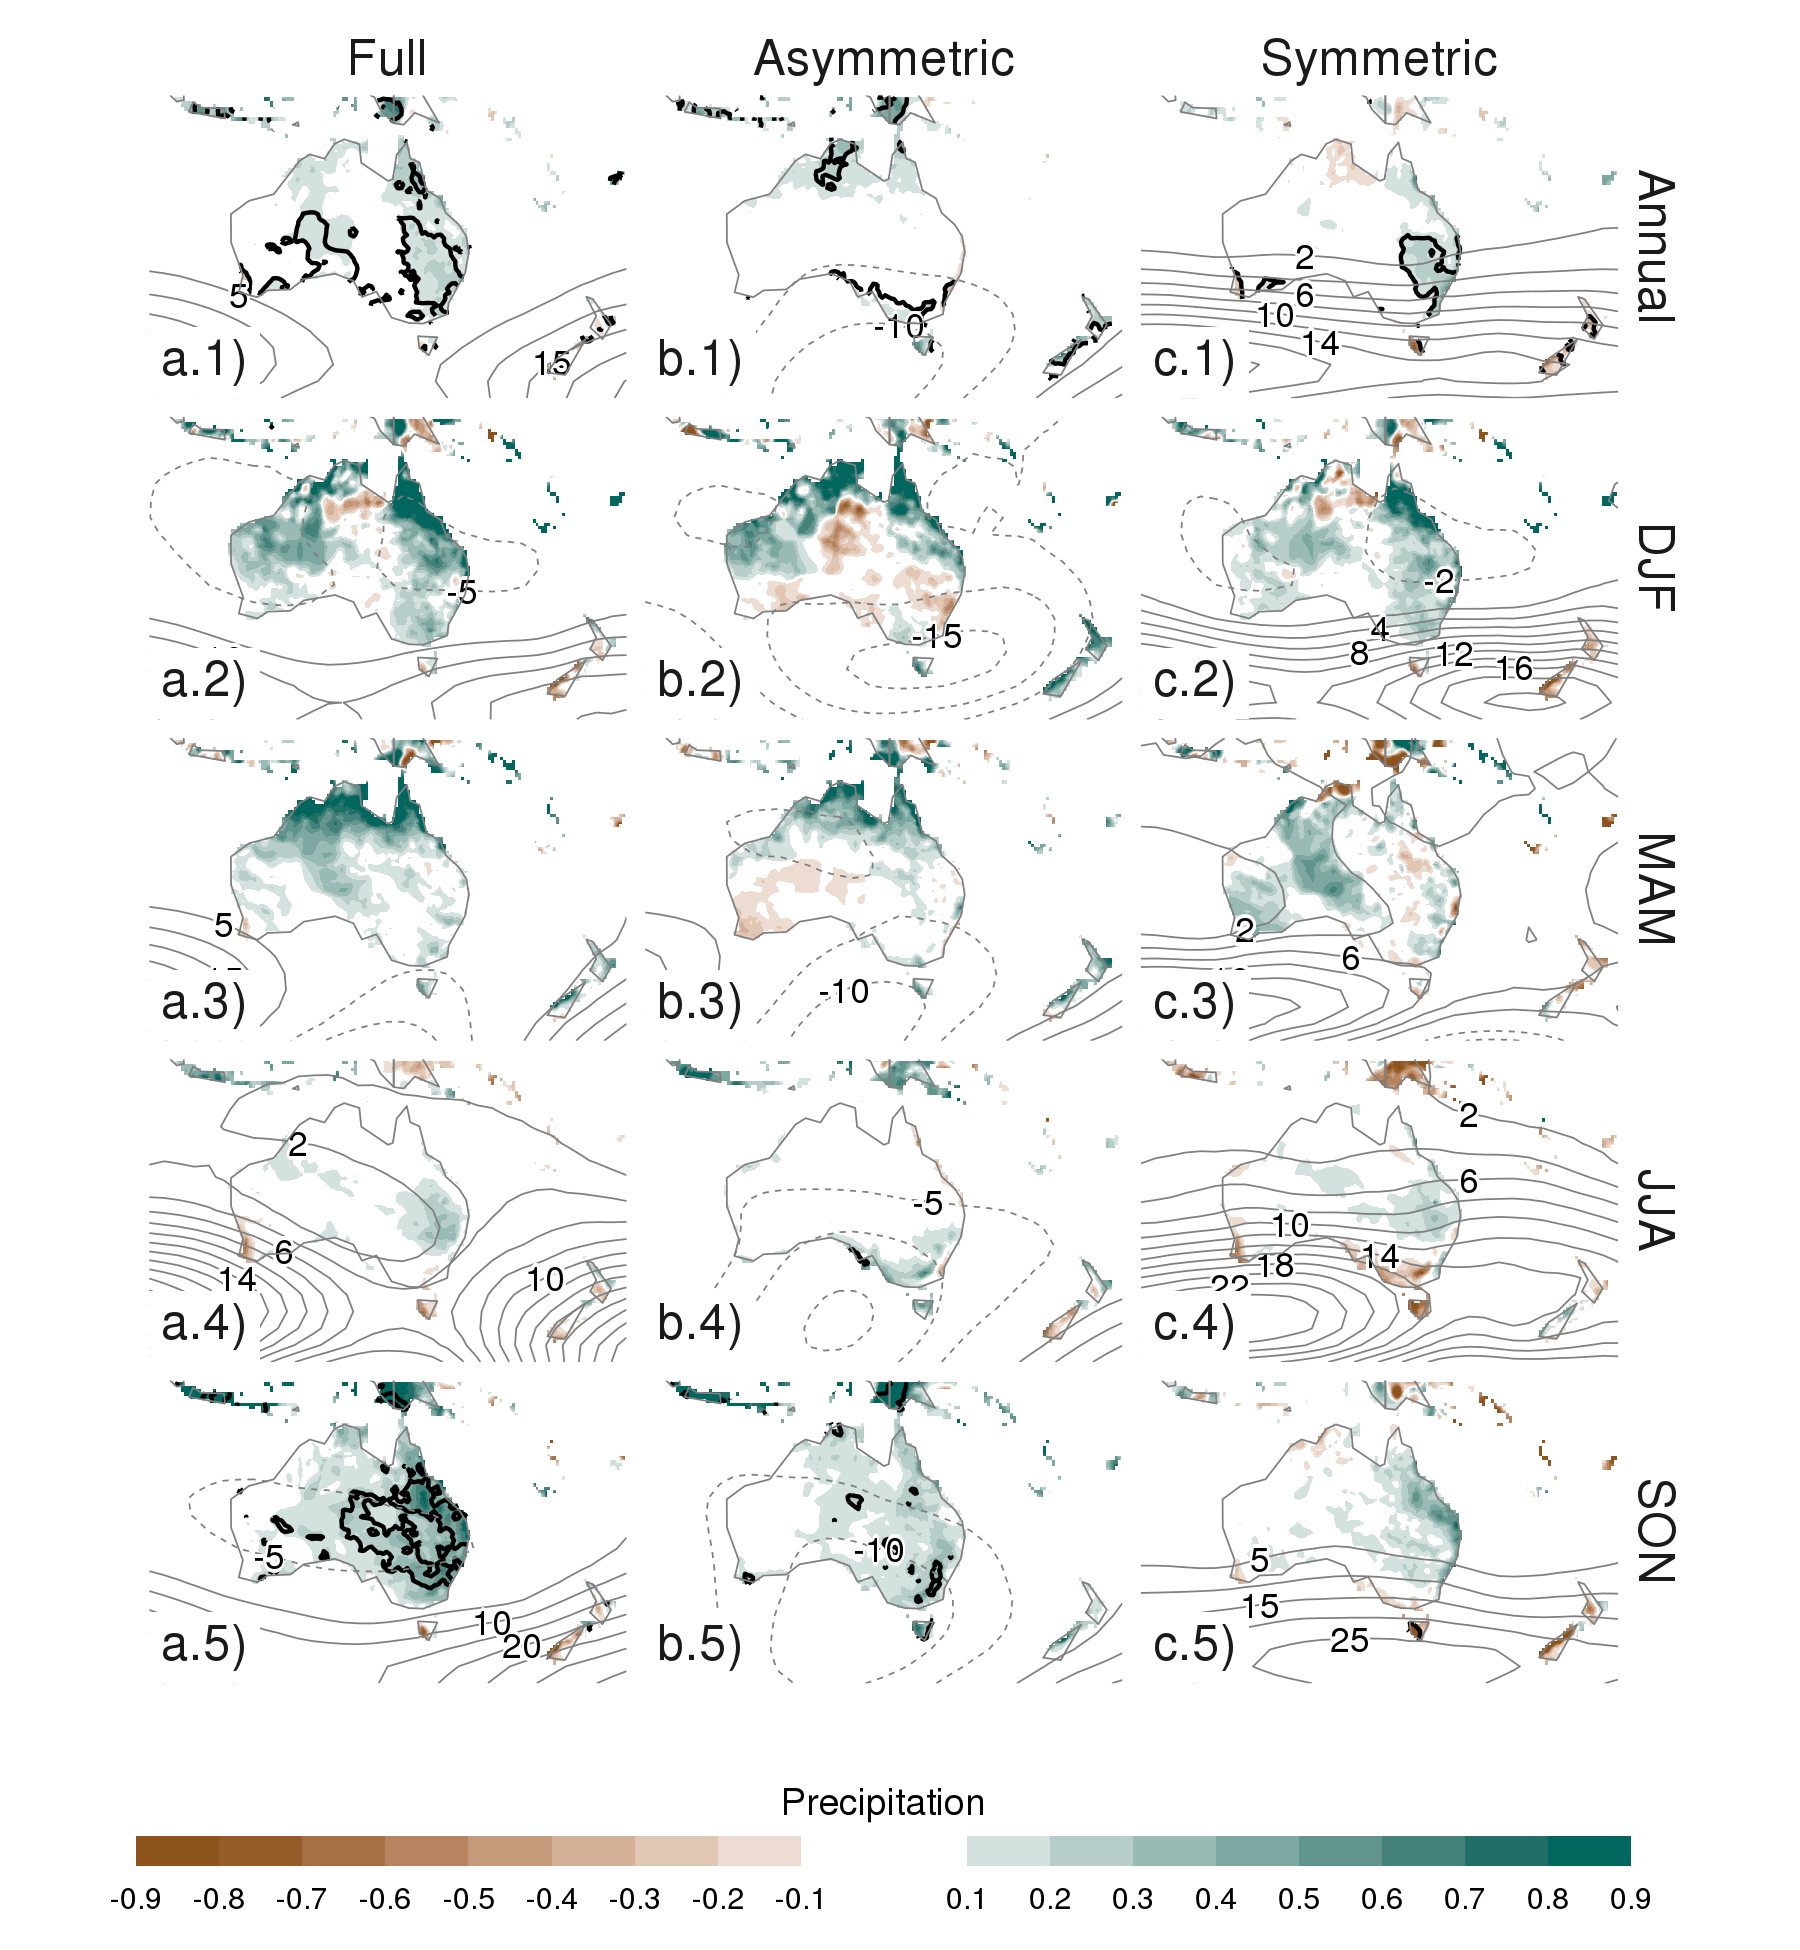 Full Asymmetric Symmetric
Annual
5 15 -10 2 6 10 14
a.1) b.1) c.1)
DJF
-5 -15 -2 4 8 12 16
a.2) b.2) c.2)
MAM
5 -10 2 6
a.3) b.3) c.3)
JJA
2 6 14 10 -5 2 6 10 14 18 22
a.4) b.4) c.4)
SON
-5 10 20 -10 5 15 25
a.5) b.5) c.5)
Precipitation
-0.9 -0.8 -0.7 -0.6 -0.5 -0.4 -0.3 -0.2 -0.1 0.1 0.2 0.3 0.4 0.5 0.6 0.7 0.8 0.9